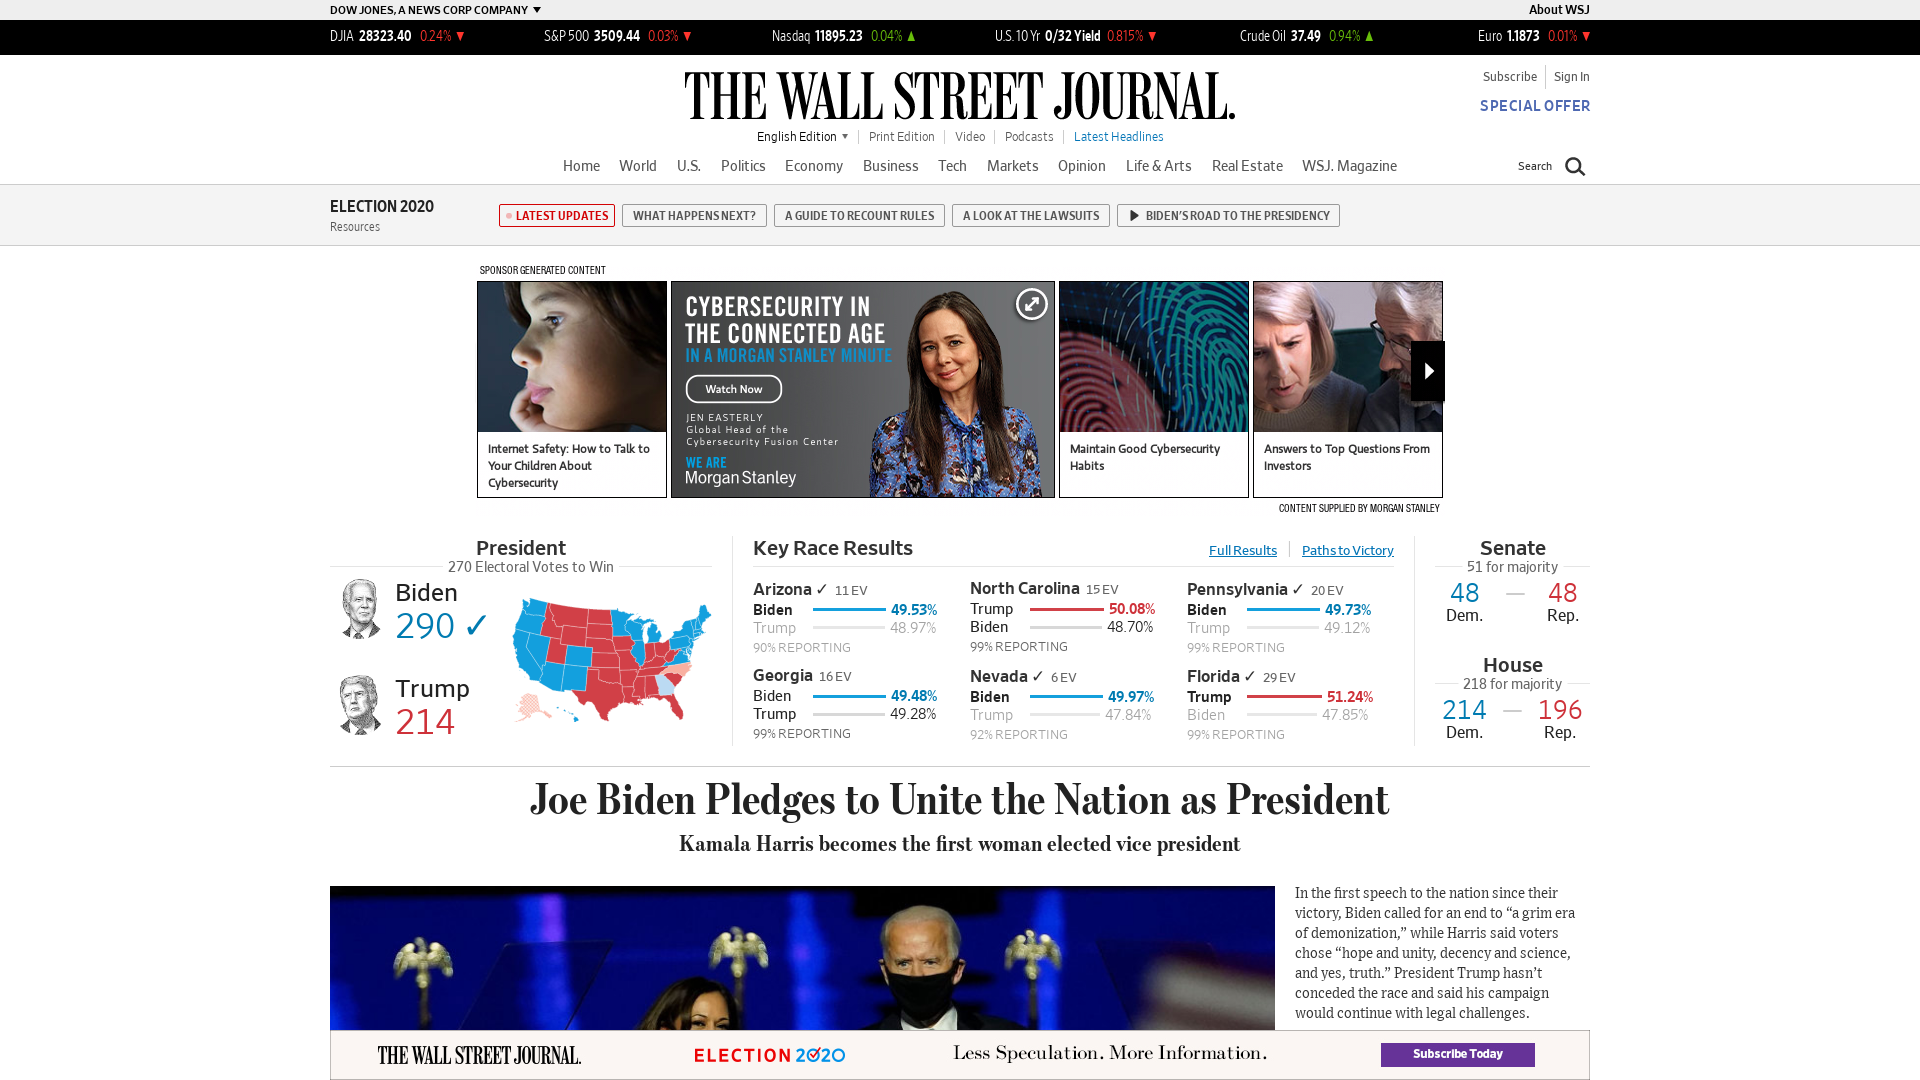 DOW JONES, A NEWS CORP COMPANY
About WSJ
DJIA 28323.40 0.24%
S&P 500 3509.44 0.03%
Nasdaq 11895.23 0.04%
U.S. 10 Yr 0/32 Yield 0.815%
Crude Oil 37.49 0.94%
Euro 1.1873 0.01%
THE WALL STREET JOURNAL.
Subscribe Sign In
SPECIAL OFFER
English Edition Print Edition Video Podcasts Latest Headlines
Home World U.S. Politics Economy Business Tech Markets Opinion Life & Arts Real Estate WSJ. Magazine
Search
ELECTION 2020
Resources
LATEST UPDATES
WHAT HAPPENS NEXT?
A GUIDE TO RECOUNT RULES
A LOOK AT THE LAWSUITS
BIDEN'S ROAD TO THE PRESIDENCY
SPONSOR GENERATED CONTENT
Internet Safety: How to Talk to
Your Children About
Cybersecurity
CYBERSECURITY IN
THE CONNECTED AGE
IN A MORGAN STANLEY MINUTE
Watch Now
JEN EASTERLY
Global Head of the
Cybersecurity Fusion Center
WE ARE
Morgan Stanley
Maintain Good Cybersecurity
Habits
Answers to Top Questions From
Investors
CONTENT SUPPLIED BY MORGAN STANLEY
President
270 Electoral Votes to Win
Biden
290 ✓
Trump
214
Key Race Results
Full Results
Paths to Victory
Arizona ✓ 11 EV
Biden 49.53%
Trump 48.97%
90% REPORTING
North Carolina 15 EV
Trump 50.08%
Biden 48.70%
99% REPORTING
Pennsylvania ✓ 20 EV
Biden 49.73%
Trump 49.12%
99% REPORTING
Georgia 16 EV
Biden 49.48%
Trump 49.28%
99% REPORTING
Nevada ✓ 6 EV
Biden 49.97%
Trump 47.84%
92% REPORTING
Florida ✓ 29 EV
Trump 51.24%
Biden 47.85%
99% REPORTING
Senate
51 for majority
48 — 48
Dem. Rep.
House
218 for majority
214 — 196
Dem. Rep.
Joe Biden Pledges to Unite the Nation as President
Kamala Harris becomes the first woman elected vice president
In the first speech to the nation since their
victory, Biden called for an end to “a grim era
of demonization,” while Harris said voters
chose “hope and unity, decency and science,
and yes, truth.” President Trump hasn’t
conceded the race and said his campaign
would continue with legal challenges.
THE WALL STREET JOURNAL.
ELECTION 2020
Less Speculation. More Information.
Subscribe Today